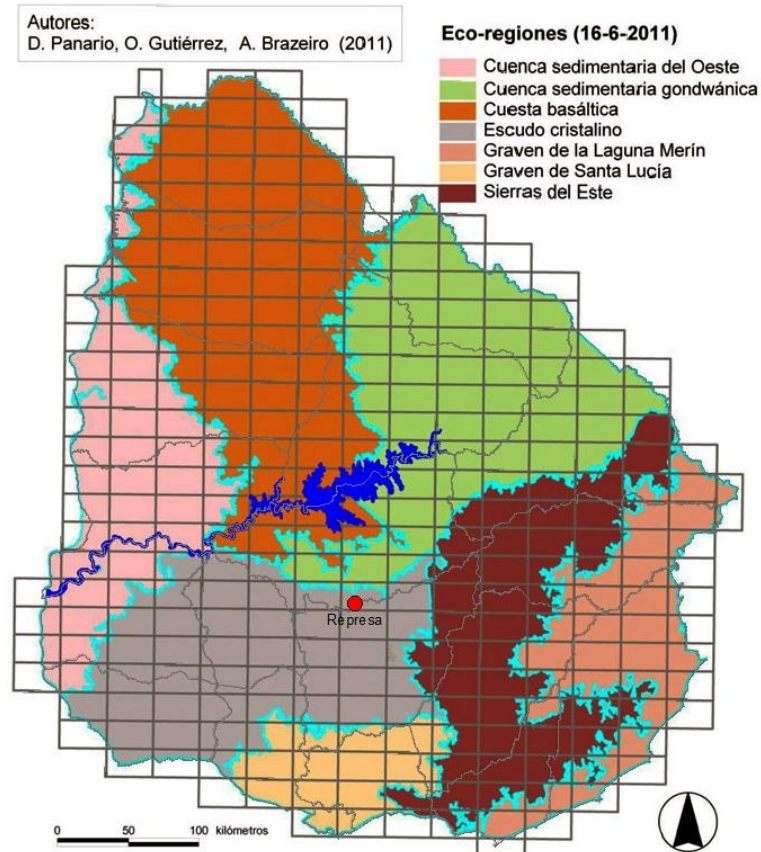 Autores:
D. Panario, O. Gutiérrez, A. Brazeiro (2011)
Eco-regiones (16-6-2011)
Cuenca sedimentaria del Oeste
Cuenca sedimentaria gondwánica
Cuesta basáltica
Escudo cristalino
Graven de la Laguna Merín
Graven de Santa Lucía
Sierras del Este
Represa
0 50 100 kilómetros